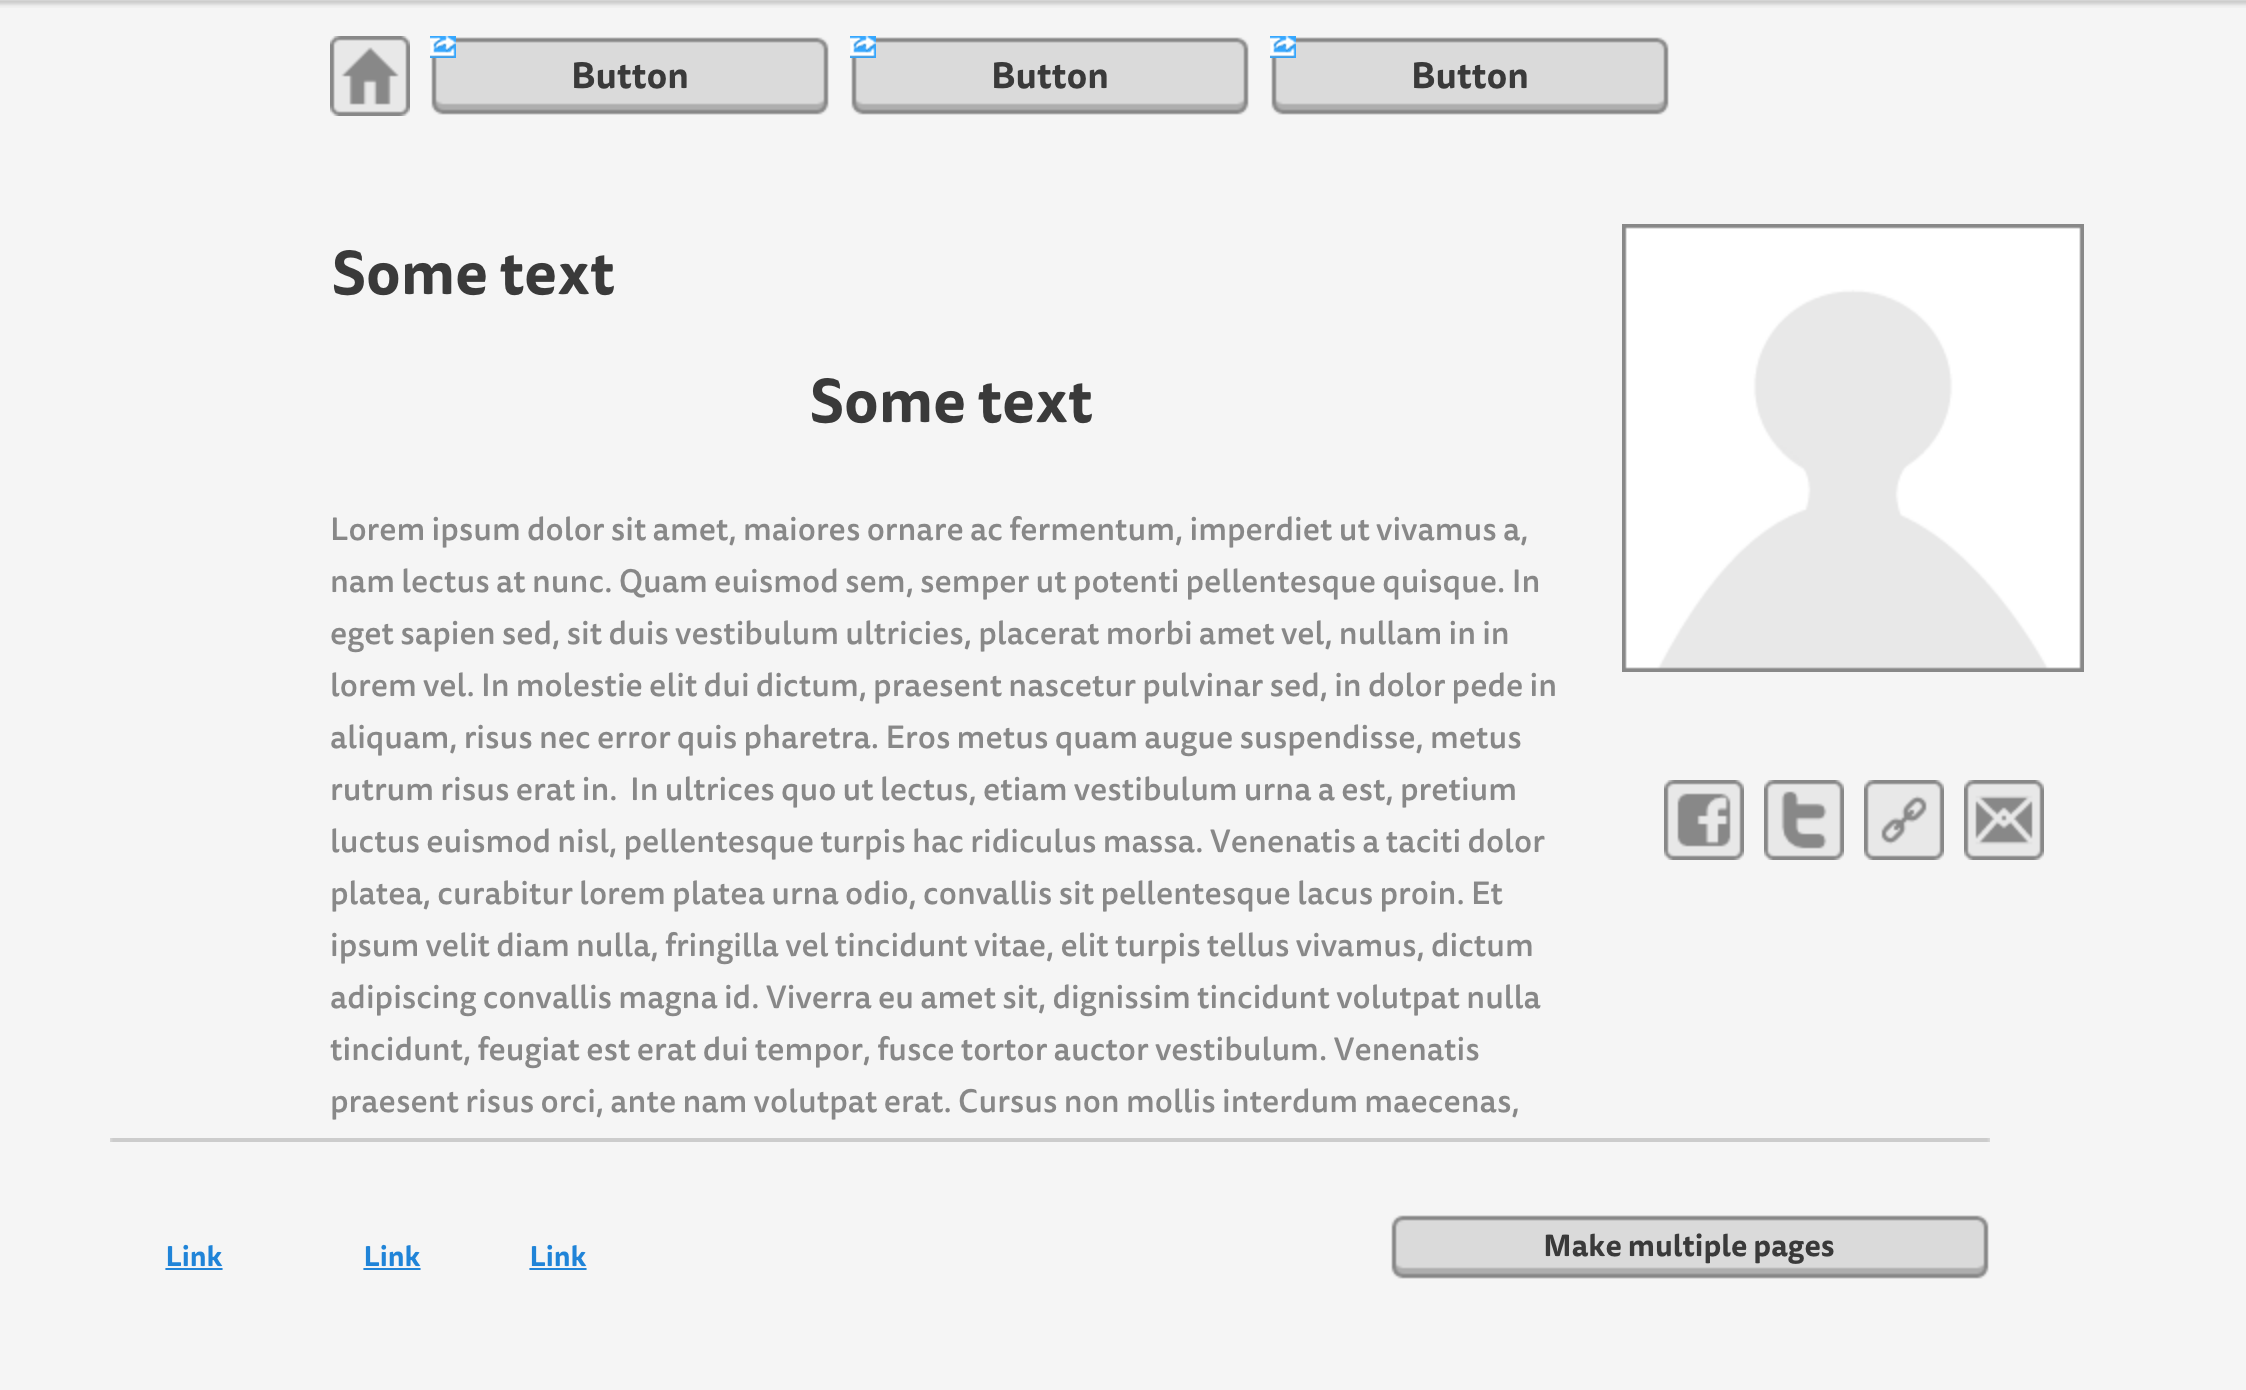 Button Button Button
Some text
Some text
Lorem ipsum dolor sit amet, maiores ornare ac fermentum, imperdiet ut vivamus a,
nam lectus at nunc. Quam euismod sem, semper ut potenti pellentesque quisque. In
eget sapien sed, sit duis vestibulum ultricies, placerat morbi amet vel, nullam in in
lorem vel. In molestie elit dui dictum, praesent nascetur pulvinar sed, in dolor pede in
aliquam, risus nec error quis pharetra. Eros metus quam augue suspendisse, metus
rutrum risus erat in.  In ultrices quo ut lectus, etiam vestibulum urna a est, pretium
luctus euismod nisl, pellentesque turpis hac ridiculus massa. Venenatis a taciti dolor
platea, curabitur lorem platea urna odio, convallis sit pellentesque lacus proin. Et
ipsum velit diam nulla, fringilla vel tincidunt vitae, elit turpis tellus vivamus, dictum
adipiscing convallis magna id. Viverra eu amet sit, dignissim tincidunt volutpat nulla
tincidunt, feugiat est erat dui tempor, fusce tortor auctor vestibulum. Venenatis
praesent risus orci, ante nam volutpat erat. Cursus non mollis interdum maecenas,
Link Link Link Make multiple pages